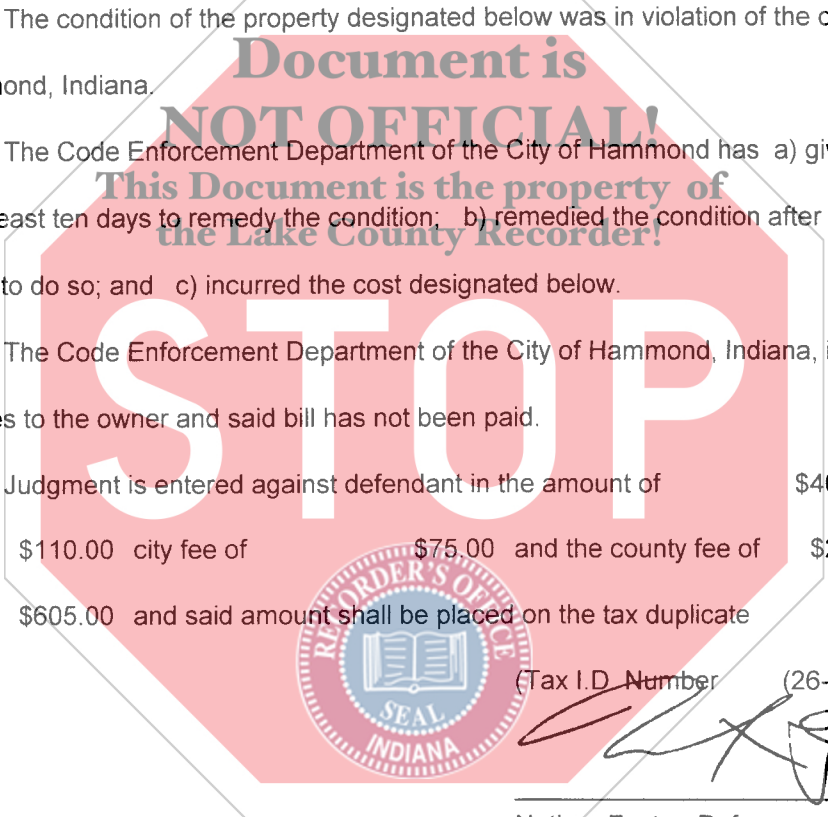 The condition of the property designated below was in violation of the
Document is
Indiana.
NOT OFFICIAL!
The Code Enforcement Department of the City of Hammond has a)
This Document is the property of
ten days to remedy the condition; b) remedied the condition after
the Lake County Recorder!
to do so; and c) incurred the cost designated below.
The Code Enforcement Department of the City of Hammond, Indiana,
to the owner and said bill has not been paid.
STOP
Judgment is entered against defendant in the amount of
$110.00 city fee of $75.00 and the county fee of
$605.00 and said amount shall be placed on the tax duplicate
RECORDER'S OFFICE
SEAL
INDIANA
(Tax I.D. Number (26-